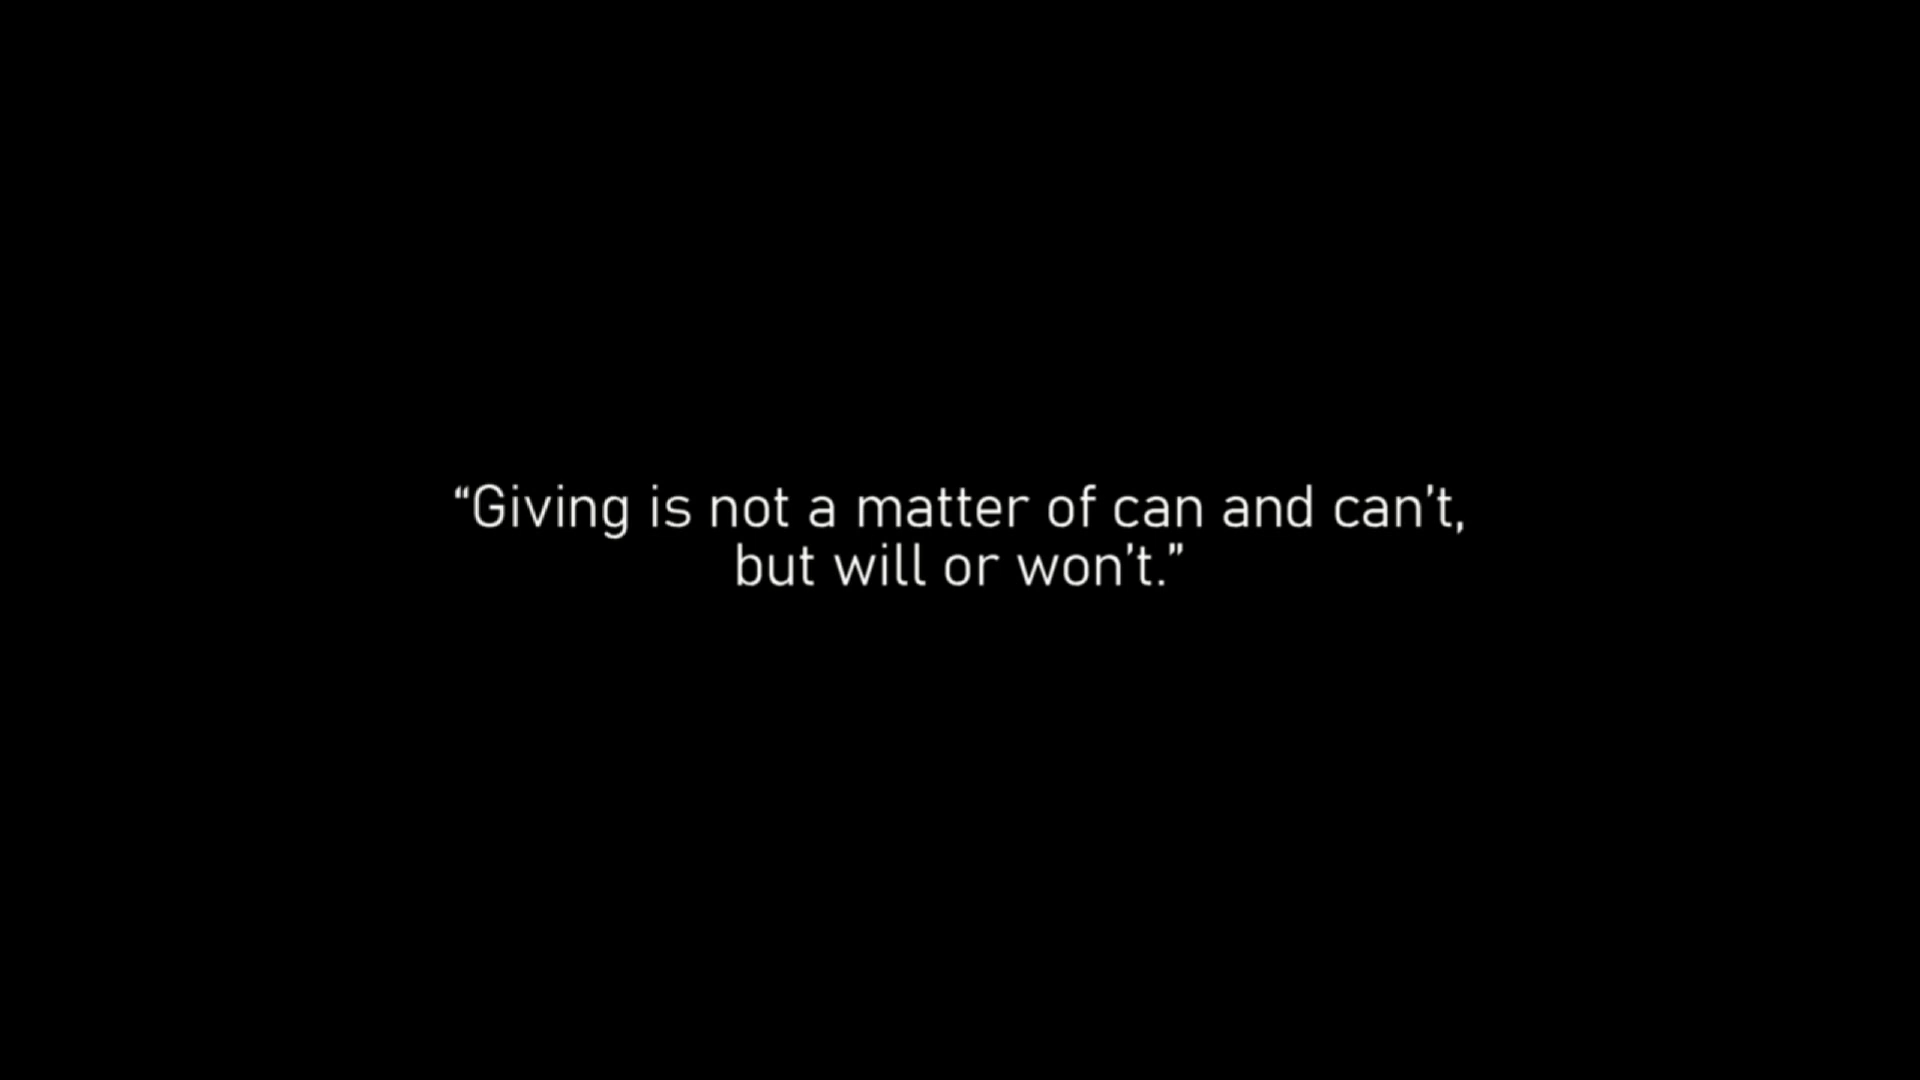 “Giving is not a matter of can and can’t,
but will or won’t.”